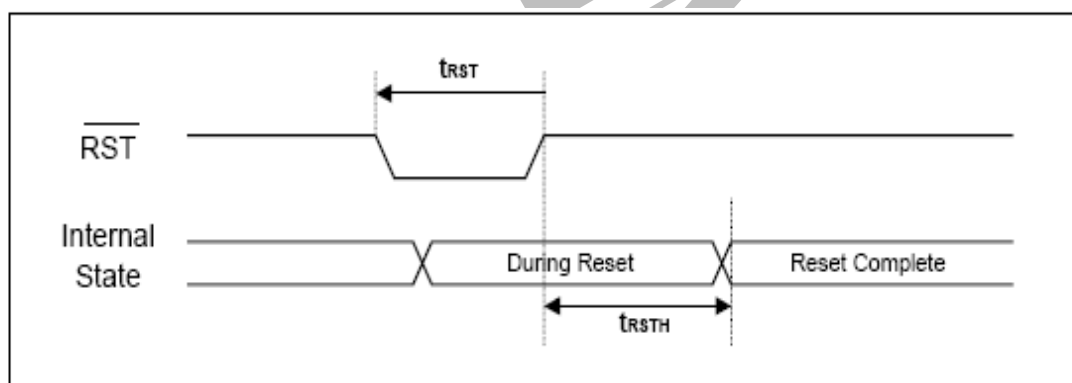 tRST
RST
Internal
State
During Reset
Reset Complete
tRSTH